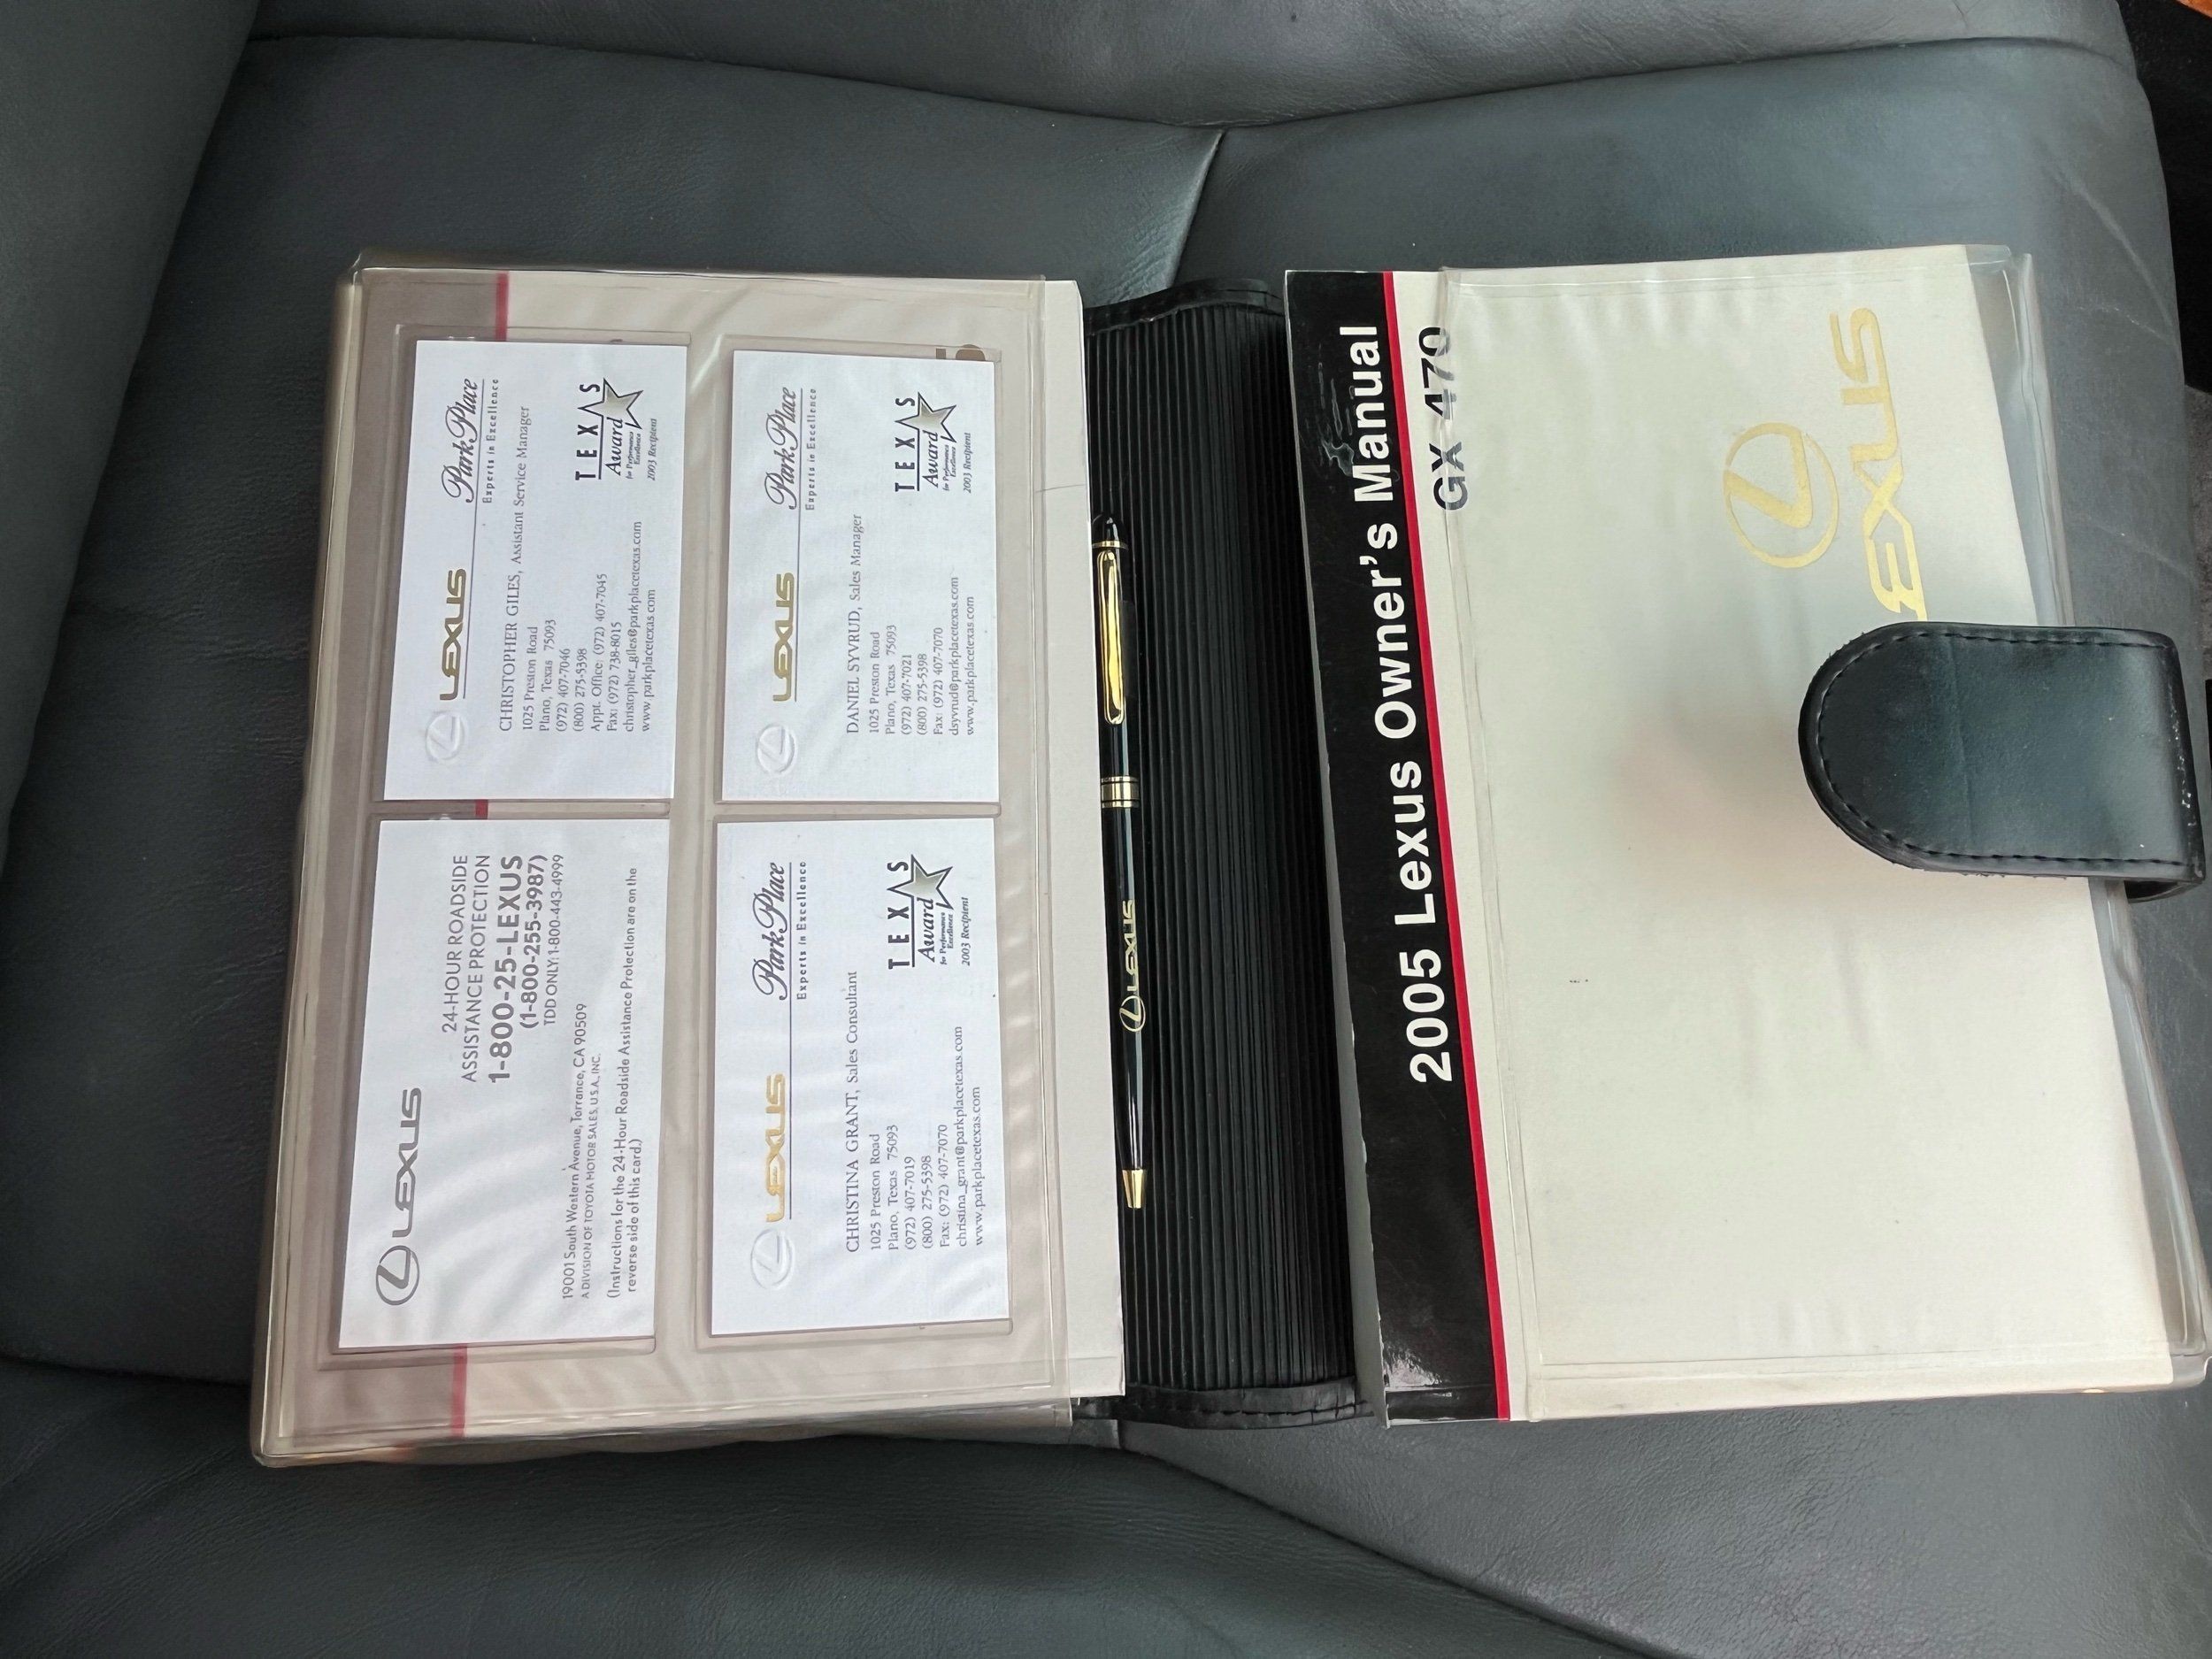 LEXUS
24-HOUR ROADSIDE
ASSISTANCE PROTECTION
1-800-25-LEXUS
(1-800-255-3987)
TDD ONLY: 1-800-443-4999
19001 South Western Avenue, Torrance, CA 90509
A DIVISION OF TOYOTA MOTOR SALES, U.S.A., INC.
(Instructions for the 24-Hour Roadside Assistance Protection are on the
reverse side of this card.)
LEXUS Park Place
Experts in Excellence
CHRISTOPHER GILES, Assistant Service Manager
1025 Preston Road
Plano, Texas 75093
(972) 407-7046
(800) 275-5398
Appt. Office: (972) 407-7045
Fax: (972) 738-8015
christopher_giles@parkplacetexas.com
www.parkplacetexas.com
TEXAS
Award
for Performance
Excellence
2003 Recipient
LEXUS Park Place
Experts in Excellence
CHRISTINA GRANT, Sales Consultant
1025 Preston Road
Plano, Texas 75093
(972) 407-7019
(800) 275-5398
Fax: (972) 407-7070
christina_grant@parkplacetexas.com
www.parkplacetexas.com
TEXAS
Award
for Performance
Excellence
2003 Recipient
LEXUS Park Place
Experts in Excellence
DANIEL SYVRUD, Sales Manager
1025 Preston Road
Plano, Texas 75093
(972) 407-7021
(800) 275-5398
Fax: (972) 407-7070
dsyvrud@parkplacetexas.com
www.parkplacetexas.com
TEXAS
Award
for Performance
Excellence
2003 Recipient
LEXUS
2005 Lexus Owner's Manual
GX 470
LEXUS